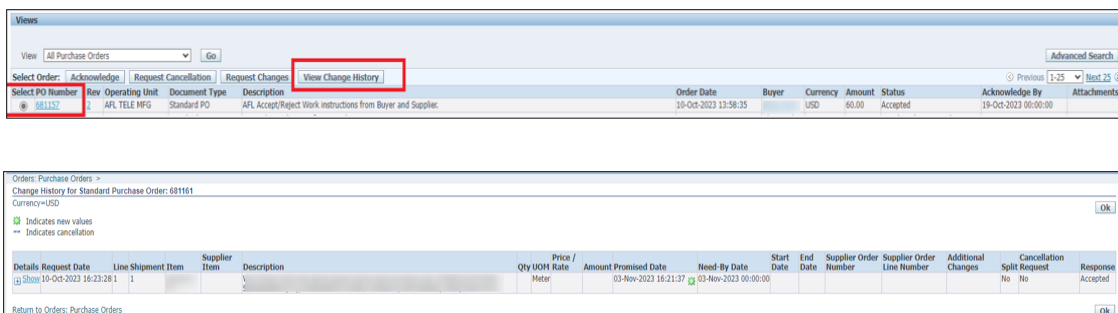 Views
View All Purchase Orders Go Advanced Search
Select Order: Acknowledge Request Cancellation Request Changes View Change History Previous 1-25 Next 25
Select PO Number Rev Operating Unit Document Type Description Order Date Buyer Currency Amount Status Acknowledge By Attachments
681157 2 AFL TELE MFG Standard PO AFL Accept/Reject Work instructions from Buyer and Supplier. 10-Oct-2023 13:58:35 USD 60.00 Accepted 19-Oct-2023 00:00:00
Orders: Purchase Orders >
Change History for Standard Purchase Order: 681161
Currency=USD
Ok
Indicates new values
Indicates cancellation
Details Request Date Line Shipment Item Supplier Item Description Qty UOM Price / Rate Amount Promised Date Need-By Date Start Date End Date Supplier Order Number Supplier Order Line Number Additional Changes Split Cancellation Request Response
Show 10-Oct-2023 16:23:28 1 1 Meter 03-Nov-2023 16:21:37 03-Nov-2023 00:00:00 No No Accepted
Return to Orders: Purchase Orders Ok